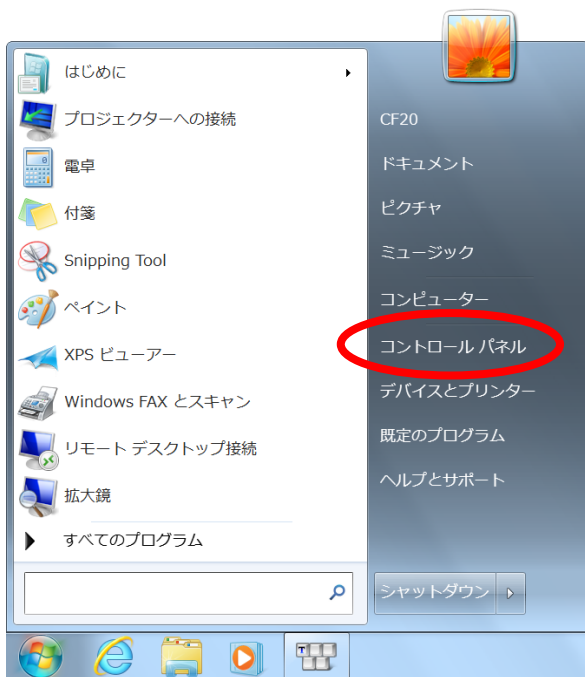 はじめに
プロジェクターへの接続
電卓
付箋
Snipping Tool
ペイント
XPS ビューアー
Windows FAX とスキャン
リモート デスクトップ接続
拡大鏡
すべてのプログラム
CF20
ドキュメント
ピクチャ
ミュージック
コンピューター
コントロール パネル
デバイスとプリンター
既定のプログラム
ヘルプとサポート
シャットダウン